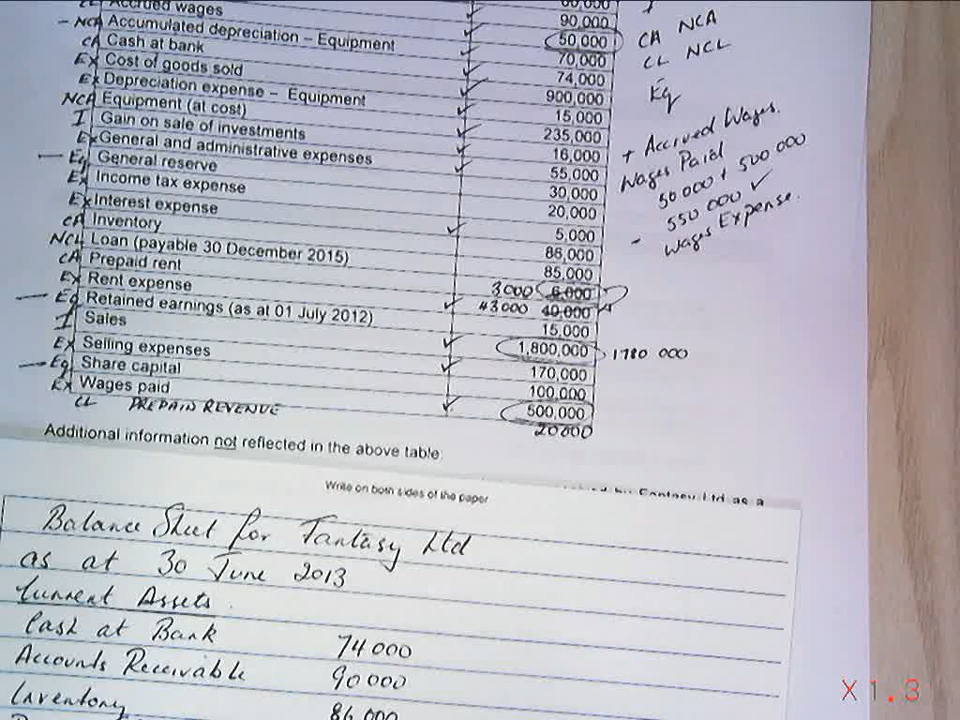 Accrued wages 60,000
90,000
- NCA Accumulated depreciation – Equipment 50,000
CA Cash at bank 70,000
Ex Cost of goods sold 74,000
Ex Depreciation expense – Equipment 900,000
NCA Equipment (at cost) 15,000
I Gain on sale of investments 235,000
Ex General and administrative expenses 16,000
— Eq General reserve 55,000
Ex Income tax expense 30,000
Ex Interest expense 20,000
CA Inventory 5,000
NCL Loan (payable 30 December 2015) 86,000
CA Prepaid rent 85,000
Ex Rent expense 3000 6,000
— Eq Retained earnings (as at 01 July 2012) 43000 40,000
I Sales 15,000
Ex Selling expenses 1,800,000 1780 000
— Eq Share capital 170,000
Ex Wages paid 100,000
CL PREPAID REVENUE 500,000
20000
CA NCA
CL NCL
Eq
+ Accrued Wages.
Wages Paid
50 000 + 500 000
- 550 000 ✓
Wages Expense.
Additional information not reflected in the above table:
by Fantasy Ltd as a
Write on both sides of the paper
Balance Sheet for Fantasy Ltd
as at 30 June 2013
Current Assets.
Cash at Bank 74000
Accounts Receivable 90000
Inventory 86 000
X1.3